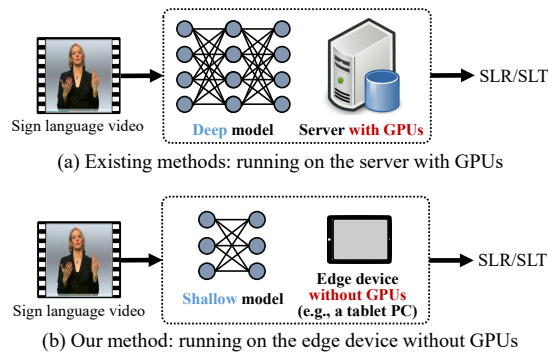 SLR/SLT
Sign language video
Deep model
Server with GPUs
(a) Existing methods: running on the server with GPUs
SLR/SLT
Edge device
without GPUs
(e.g., a tablet PC)
Shallow model
Sign language video
(b) Our method: running on the edge device without GPUs